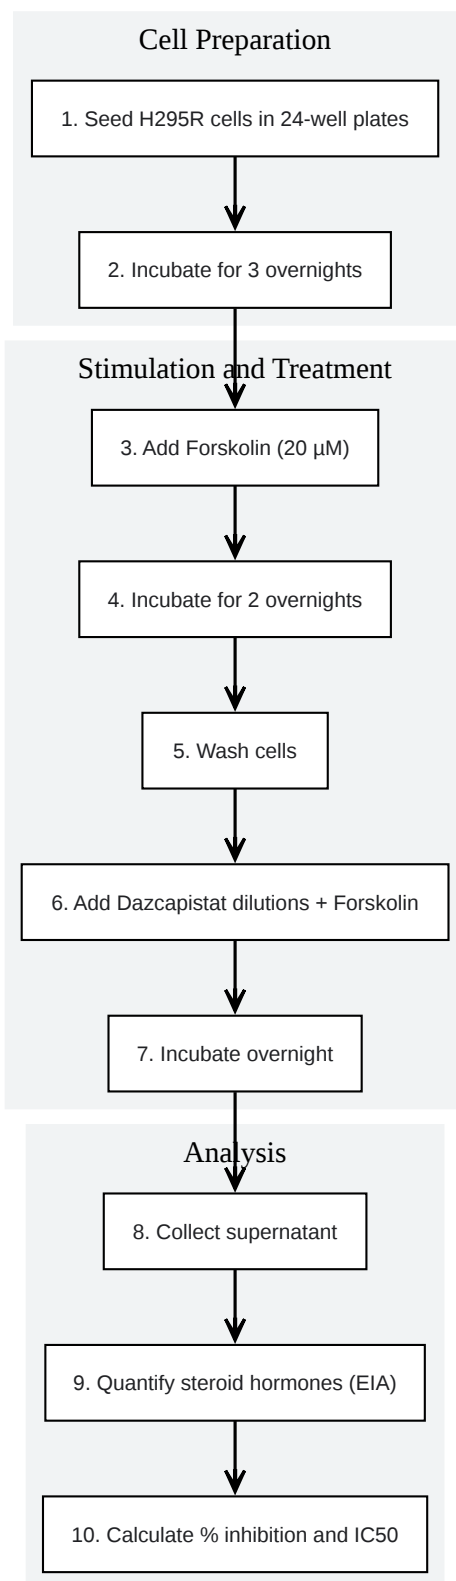 Cell Preparation
1. Seed H295R cells in 24-well plates
2. Incubate for 3 overnights
Stimulation and Treatment
3. Add Forskolin (20 µM)
4. Incubate for 2 overnights
5. Wash cells
6. Add Dazcapistat dilutions + Forskolin
7. Incubate overnight
Analysis
8. Collect supernatant
9. Quantify steroid hormones (EIA)
10. Calculate % inhibition and IC50